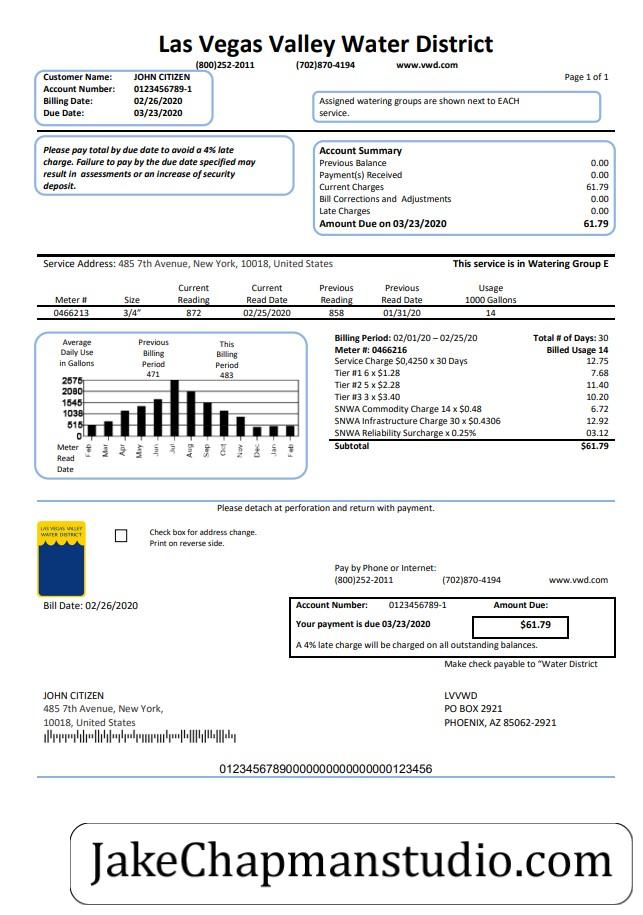 Las Vegas Valley Water District
(800)252-2011 (702)870-4194 www.vwd.com
Customer Name: JOHN CITIZEN
Account Number: 0123456789-1
Billing Date: 02/26/2020
Due Date: 03/23/2020
Page 1 of 1
Assigned watering groups are shown next to EACH
service.
Please pay total by due date to avoid a 4% late
charge. Failure to pay by the due date specified may
result in assessments or an increase of security
deposit.
Account Summary
Previous Balance 0.00
Payment(s) Received 0.00
Current Charges 61.79
Bill Corrections and Adjustments 0.00
Late Charges 0.00
Amount Due on 03/23/2020 61.79
Service Address: 485 7th Avenue, New York, 10018, United States This service is in Watering Group E
Current Current Previous Previous Usage
Meter # Size Reading Read Date Reading Read Date 1000 Gallons
0466213 3/4" 872 02/25/2020 858 01/31/20 14
Average
Daily Use
in Gallons
Previous
Billing
Period
471
This
Billing
Period
483
2575
2080
1545
1030
515
0
Meter
Read
Date
Feb Mar Apr May Jun Jul Aug Sep Oct Nov Dec Jan Feb
Billing Period: 02/01/20 – 02/25/20 Total # of Days: 30
Meter #: 0466216 Billed Usage 14
Service Charge $0,4250 x 30 Days 12.75
Tier #1 6 x $1.28 7.68
Tier #2 5 x $2.28 11.40
Tier #3 3 x $3.40 10.20
SNWA Commodity Charge 14 x $0.48 6.72
SNWA Infrastructure Charge 30 x $0.4306 12.92
SNWA Reliability Surcharge x 0.25% 03.12
Subtotal $61.79
Please detach at perforation and return with payment.
LAS VEGAS VALLEY
WATER DISTRICT
Check box for address change.
Print on reverse side.
Pay by Phone or Internet:
(800)252-2011 (702)870-4194 www.vwd.com
Bill Date: 02/26/2020
Account Number: 0123456789-1 Amount Due:
Your payment is due 03/23/2020 $61.79
A 4% late charge will be charged on all outstanding balances.
Make check payable to "Water District
JOHN CITIZEN
485 7th Avenue, New York,
10018, United States
LVVWD
PO BOX 2921
PHOENIX, AZ 85062-2921
0123456789000000000000000123456
JakeChapmanstudio.com